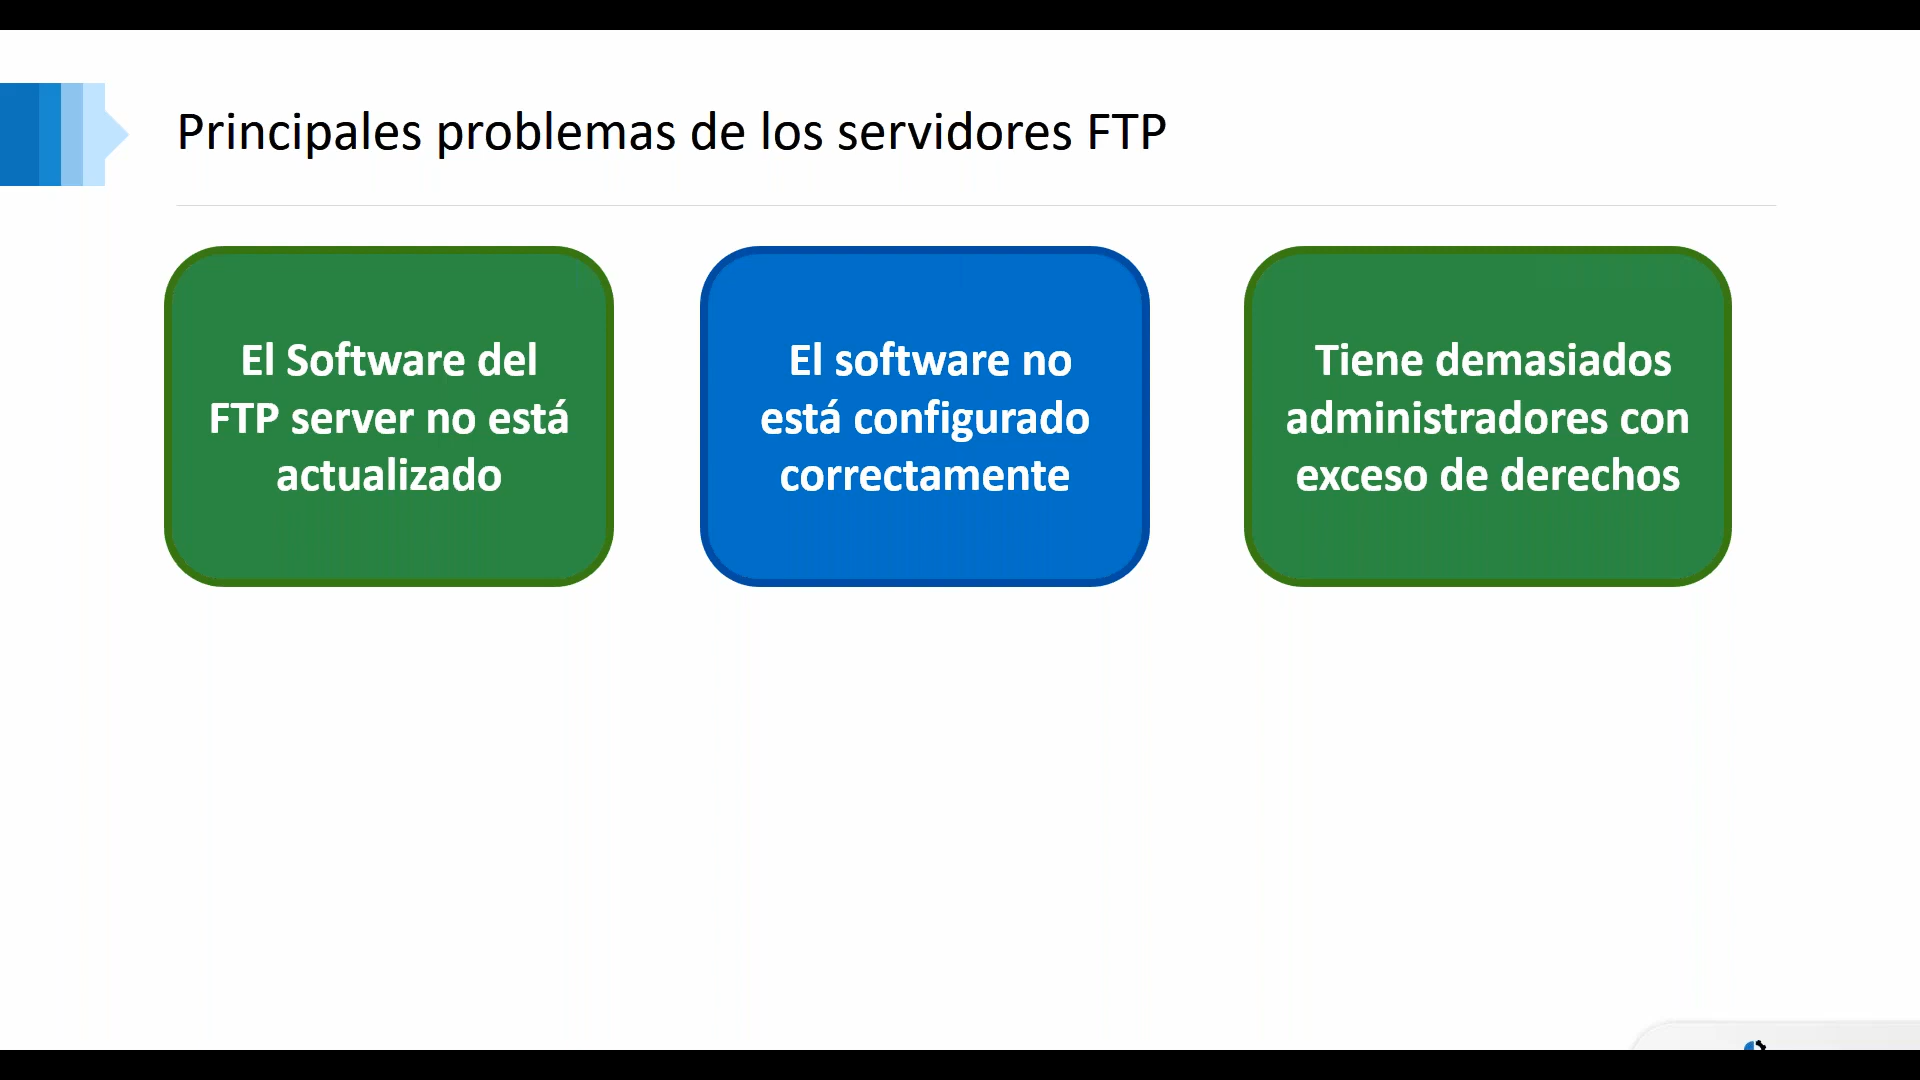 Principales problemas de los servidores FTP
El Software del
FTP server no está
actualizado
El software no
está configurado
correctamente
Tiene demasiados
administradores con
exceso de derechos